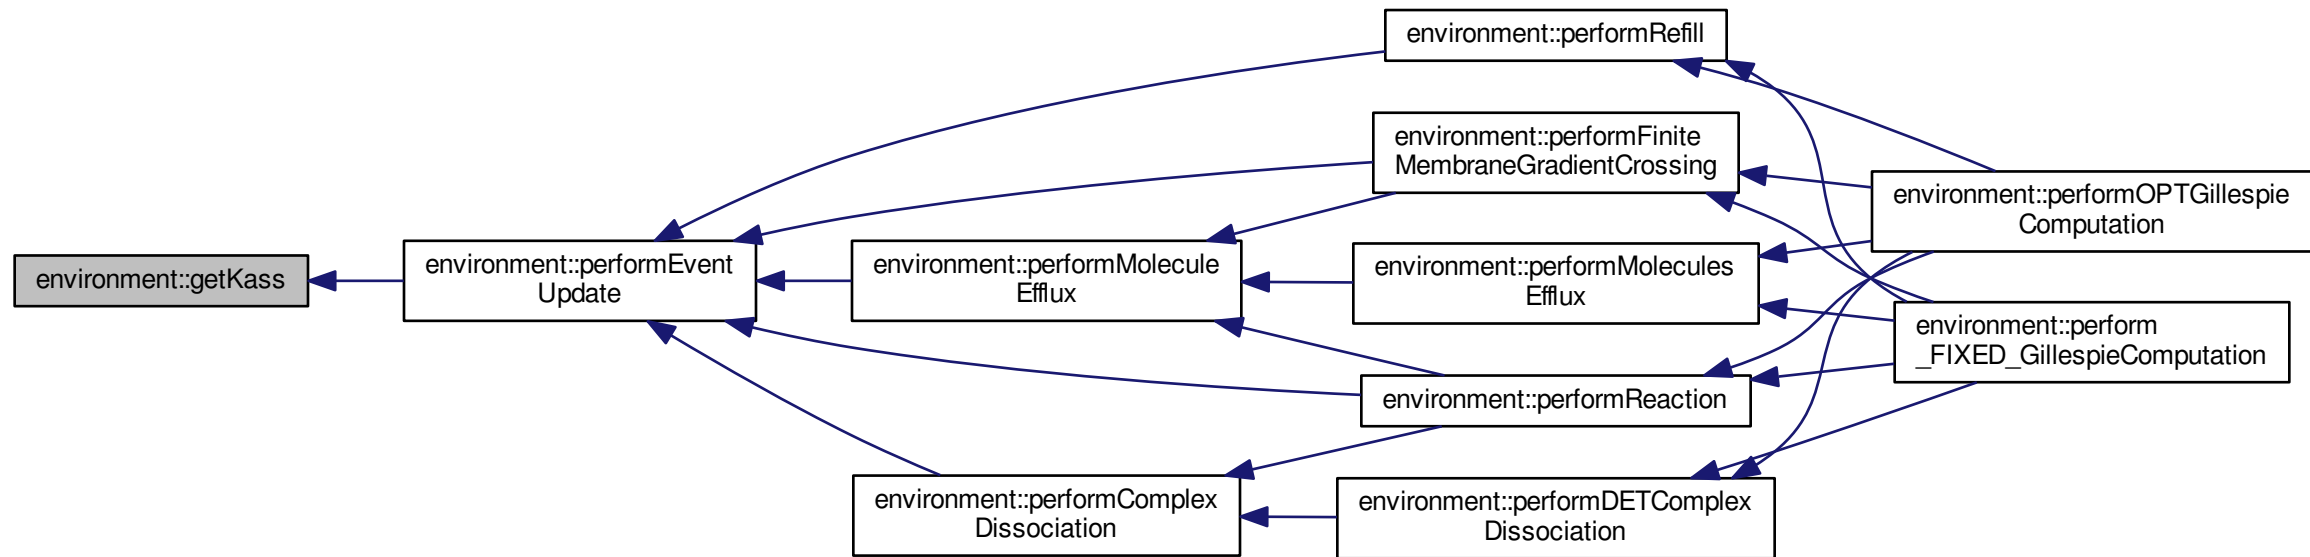 environment::getKass
environment::performEvent
Update
environment::performMolecule
Efflux
environment::performComplex
Dissociation
environment::performRefill
environment::performFinite
MembraneGradientCrossing
environment::performMolecules
Efflux
environment::performReaction
environment::performDETComplex
Dissociation
environment::performOPTGillespie
Computation
environment::perform
_FIXED_GillespieComputation